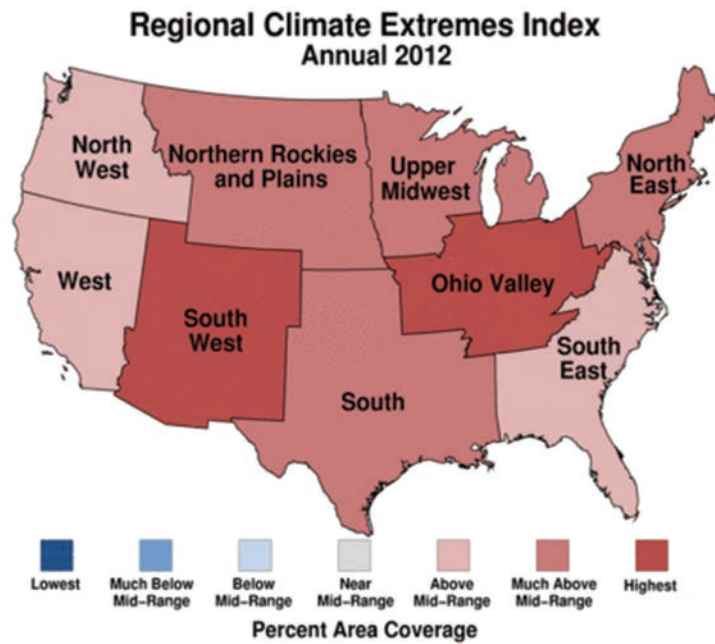 Regional Climate Extremes Index
Annual 2012
North
West
Northern Rockies
and Plains
Upper
Midwest
North
East
West
South
West
Ohio Valley
South
East
South
Lowest
Much Below
Mid-Range
Below
Mid-Range
Near
Mid-Range
Above
Mid-Range
Much Above
Mid-Range
Highest
Percent Area Coverage